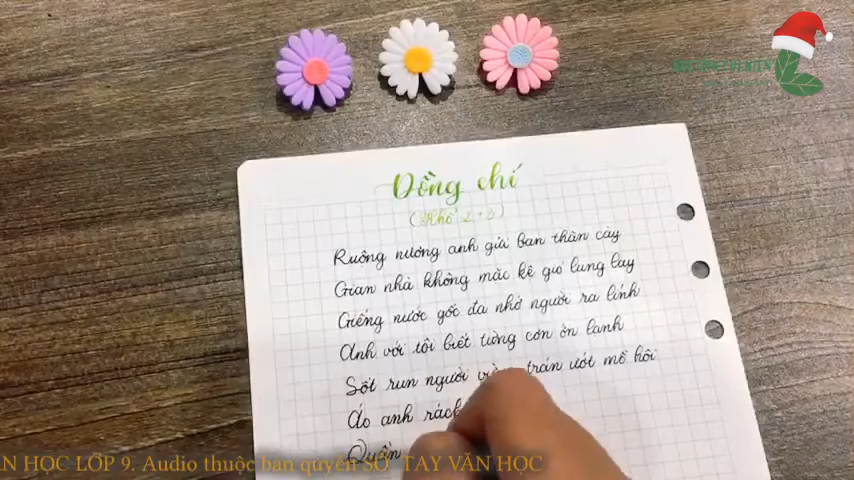 Đồng chí
(Khổ 2+3)
Ruộng nương anh gửi bạn thân cày
Gian nhà không mặc kệ gió lung lay
Giếng nước gốc đa nhớ người ra lính
Anh với tôi biết từng cơn ớn lạnh
Sốt run người trán ướt mồ hôi
Áo anh rách
Quần
N HỌC LỚP 9. Audio thuộc bản quyền SỔ TAY VĂN HỌC